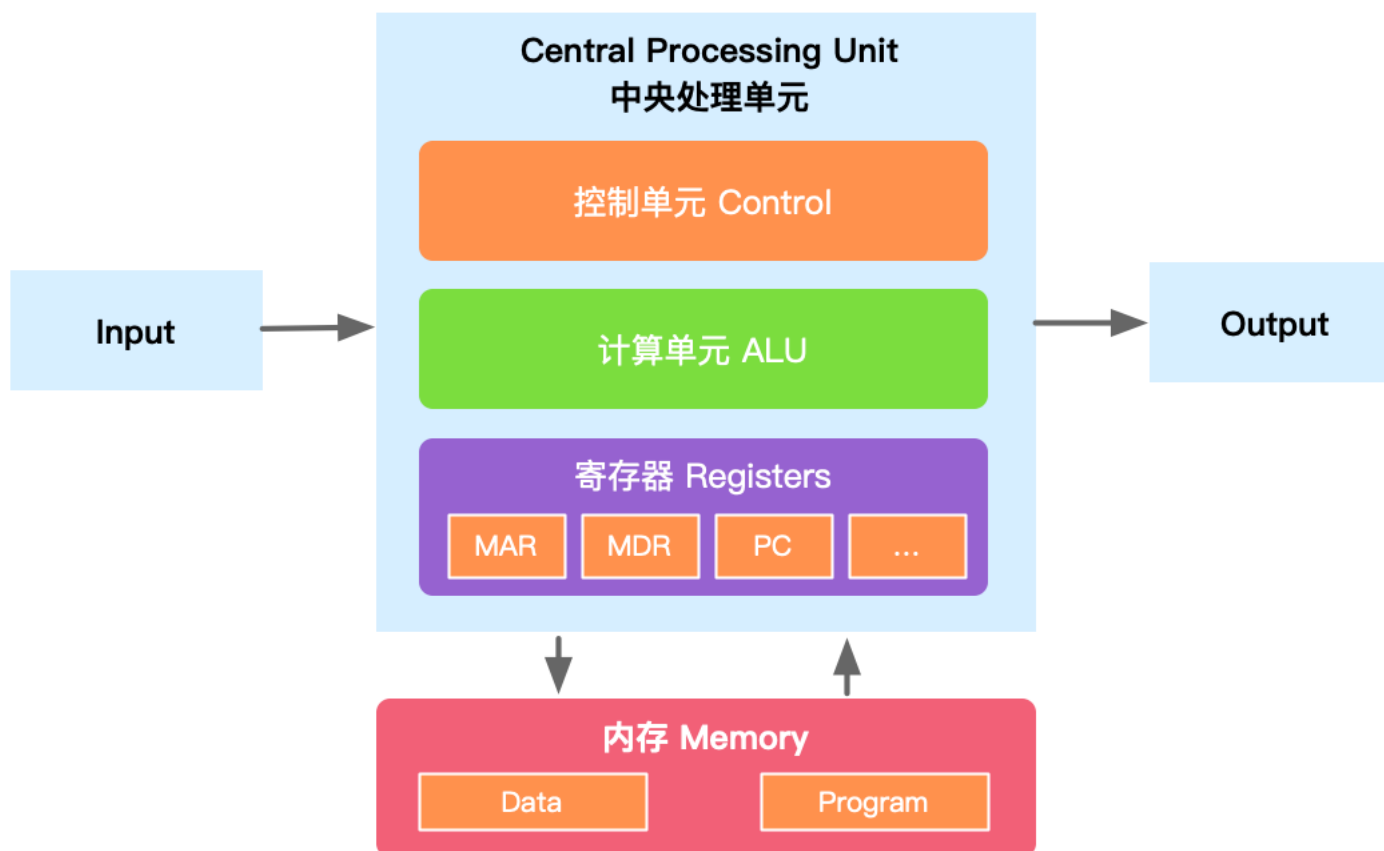 Central Processing Unit
中央处理单元
控制单元 Control
Input
计算单元 ALU
Output
寄存器 Registers
MAR MDR PC ...
内存 Memory
Data Program